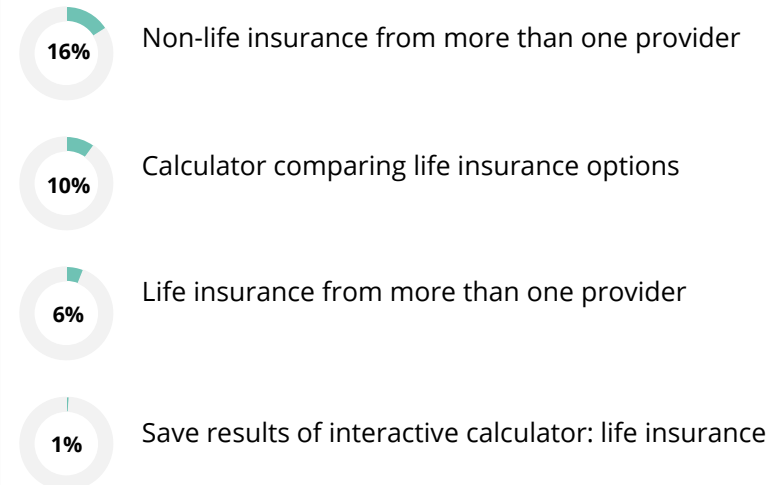 16%
Non-life insurance from more than one provider
10%
Calculator comparing life insurance options
6%
Life insurance from more than one provider
1%
Save results of interactive calculator: life insurance